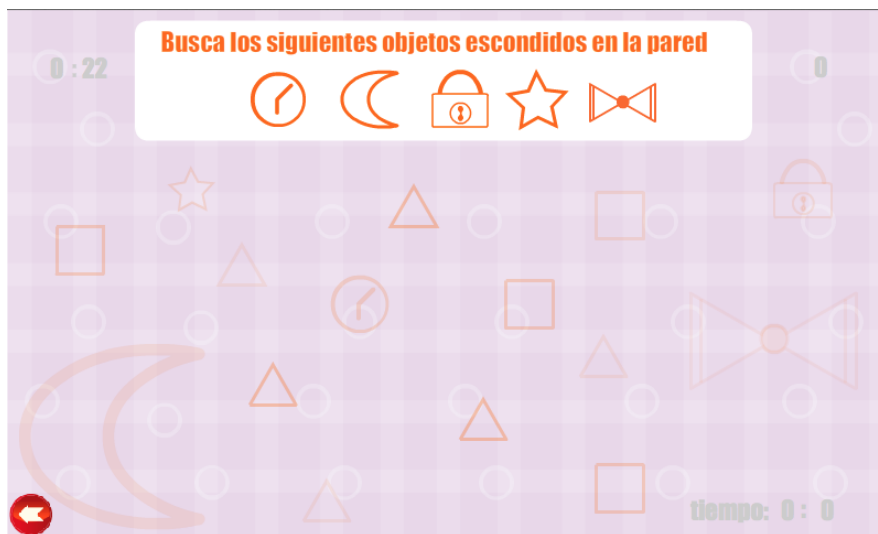 Busca los siguientes objetos escondidos en la pared
0 : 22
0
tiempo: 0 : 0